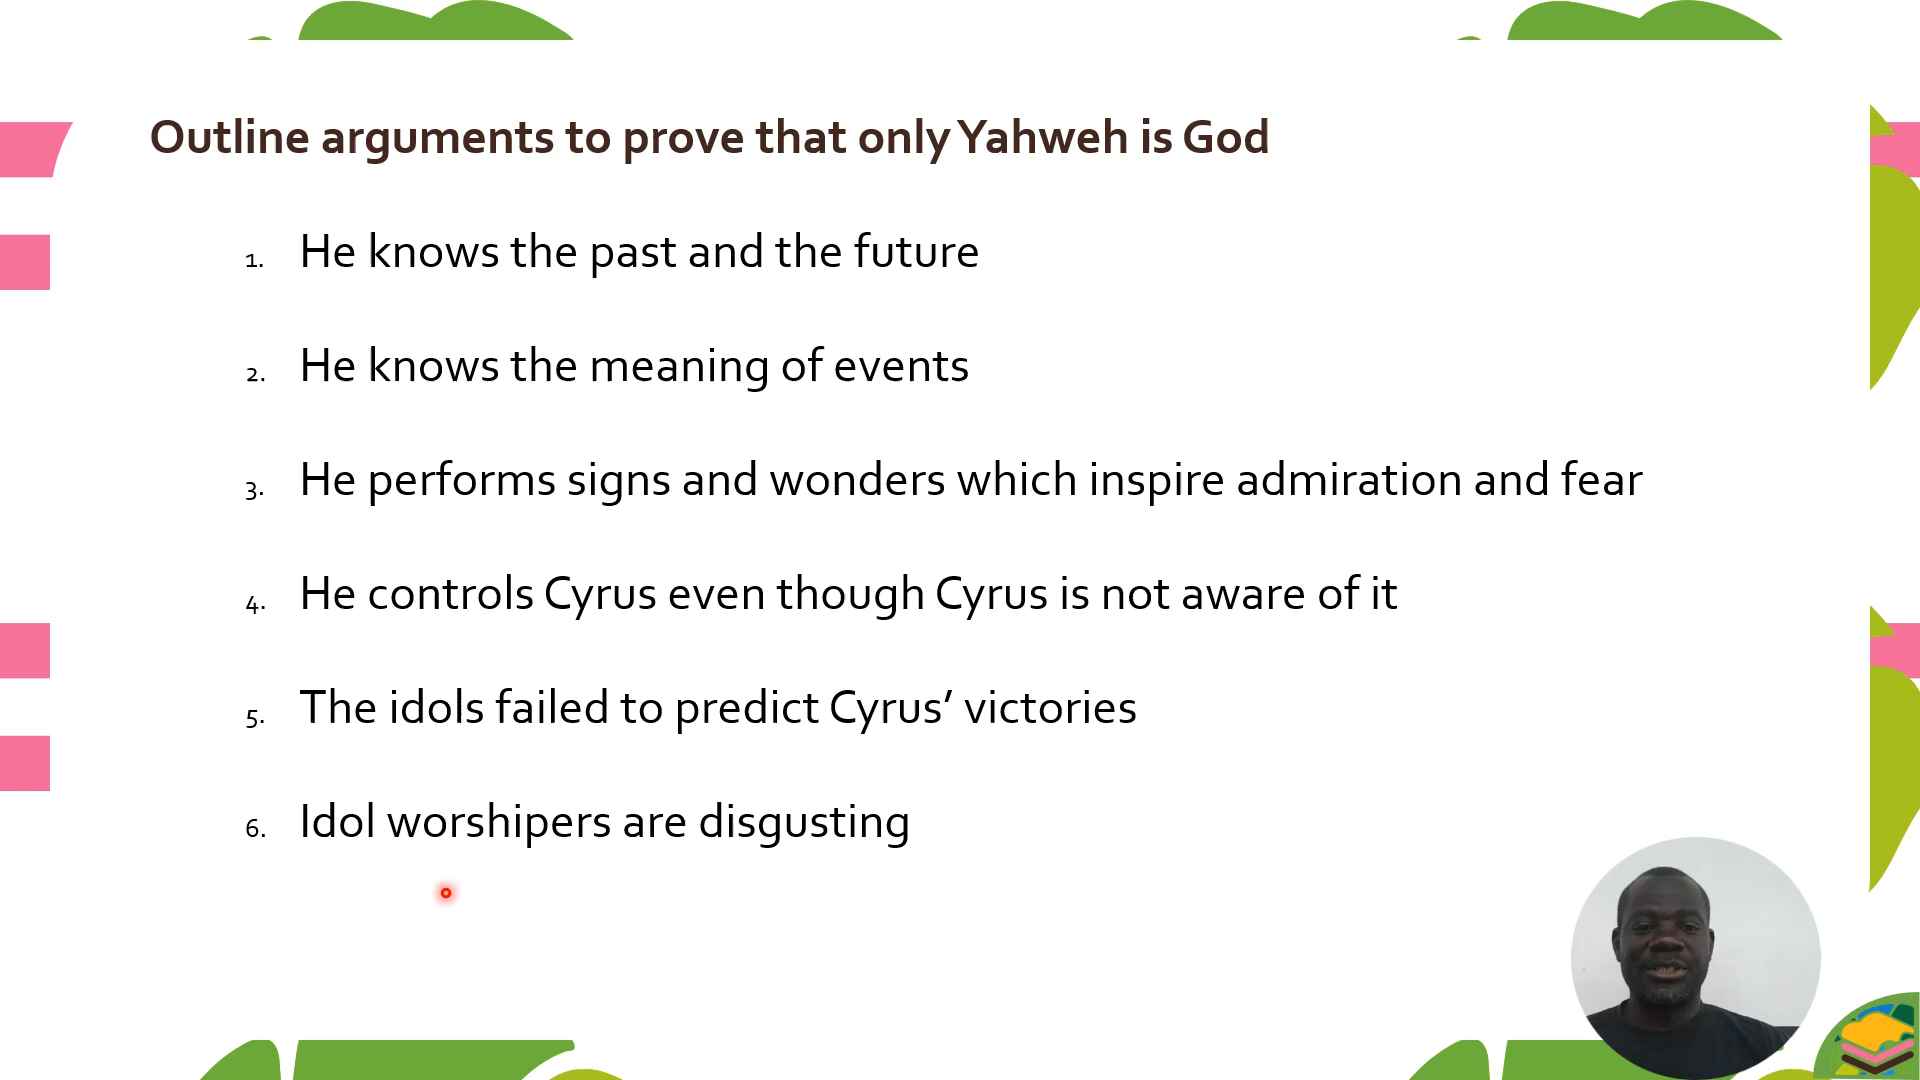 Outline arguments to prove that only Yahweh is God
1. He knows the past and the future
2. He knows the meaning of events
3. He performs signs and wonders which inspire admiration and fear
4. He controls Cyrus even though Cyrus is not aware of it
5. The idols failed to predict Cyrus’ victories
6. Idol worshipers are disgusting